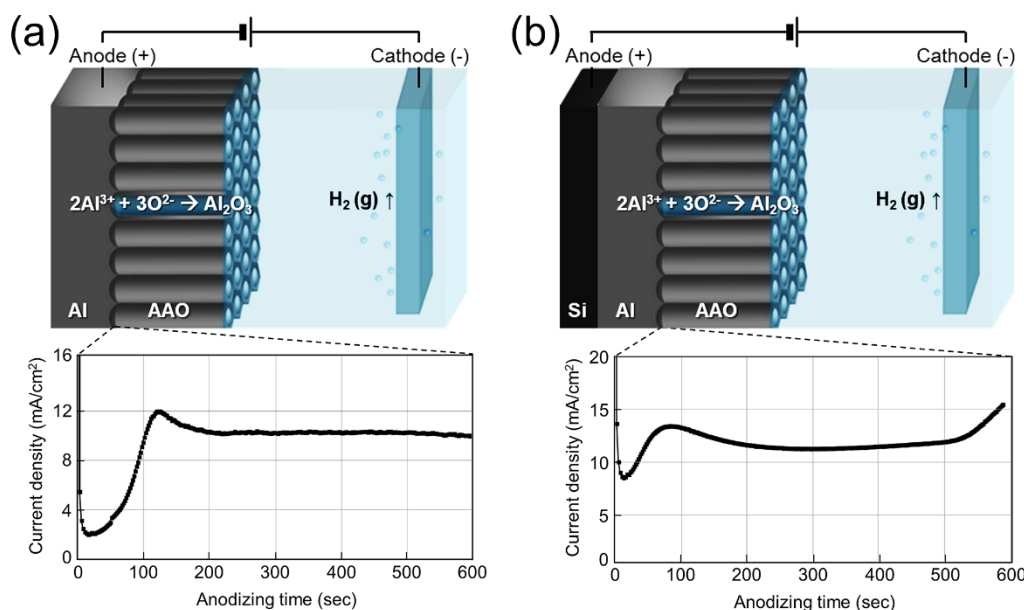 (a)
Anode (+)
Cathode (-)
2Al³⁺ + 3O²⁻ → Al₂O₃
H₂ (g) ↑
Al
AAO
16
12
8
4
0
Current density (mA/cm²)
0 100 200 300 400 500 600
Anodizing time (sec)
(b)
Anode (+)
Cathode (-)
2Al³⁺ + 3O²⁻ → Al₂O₃
H₂ (g) ↑
Si
Al
AAO
20
15
10
5
0
Current density (mA/cm²)
0 100 200 300 400 500 600
Anodizing time (sec)